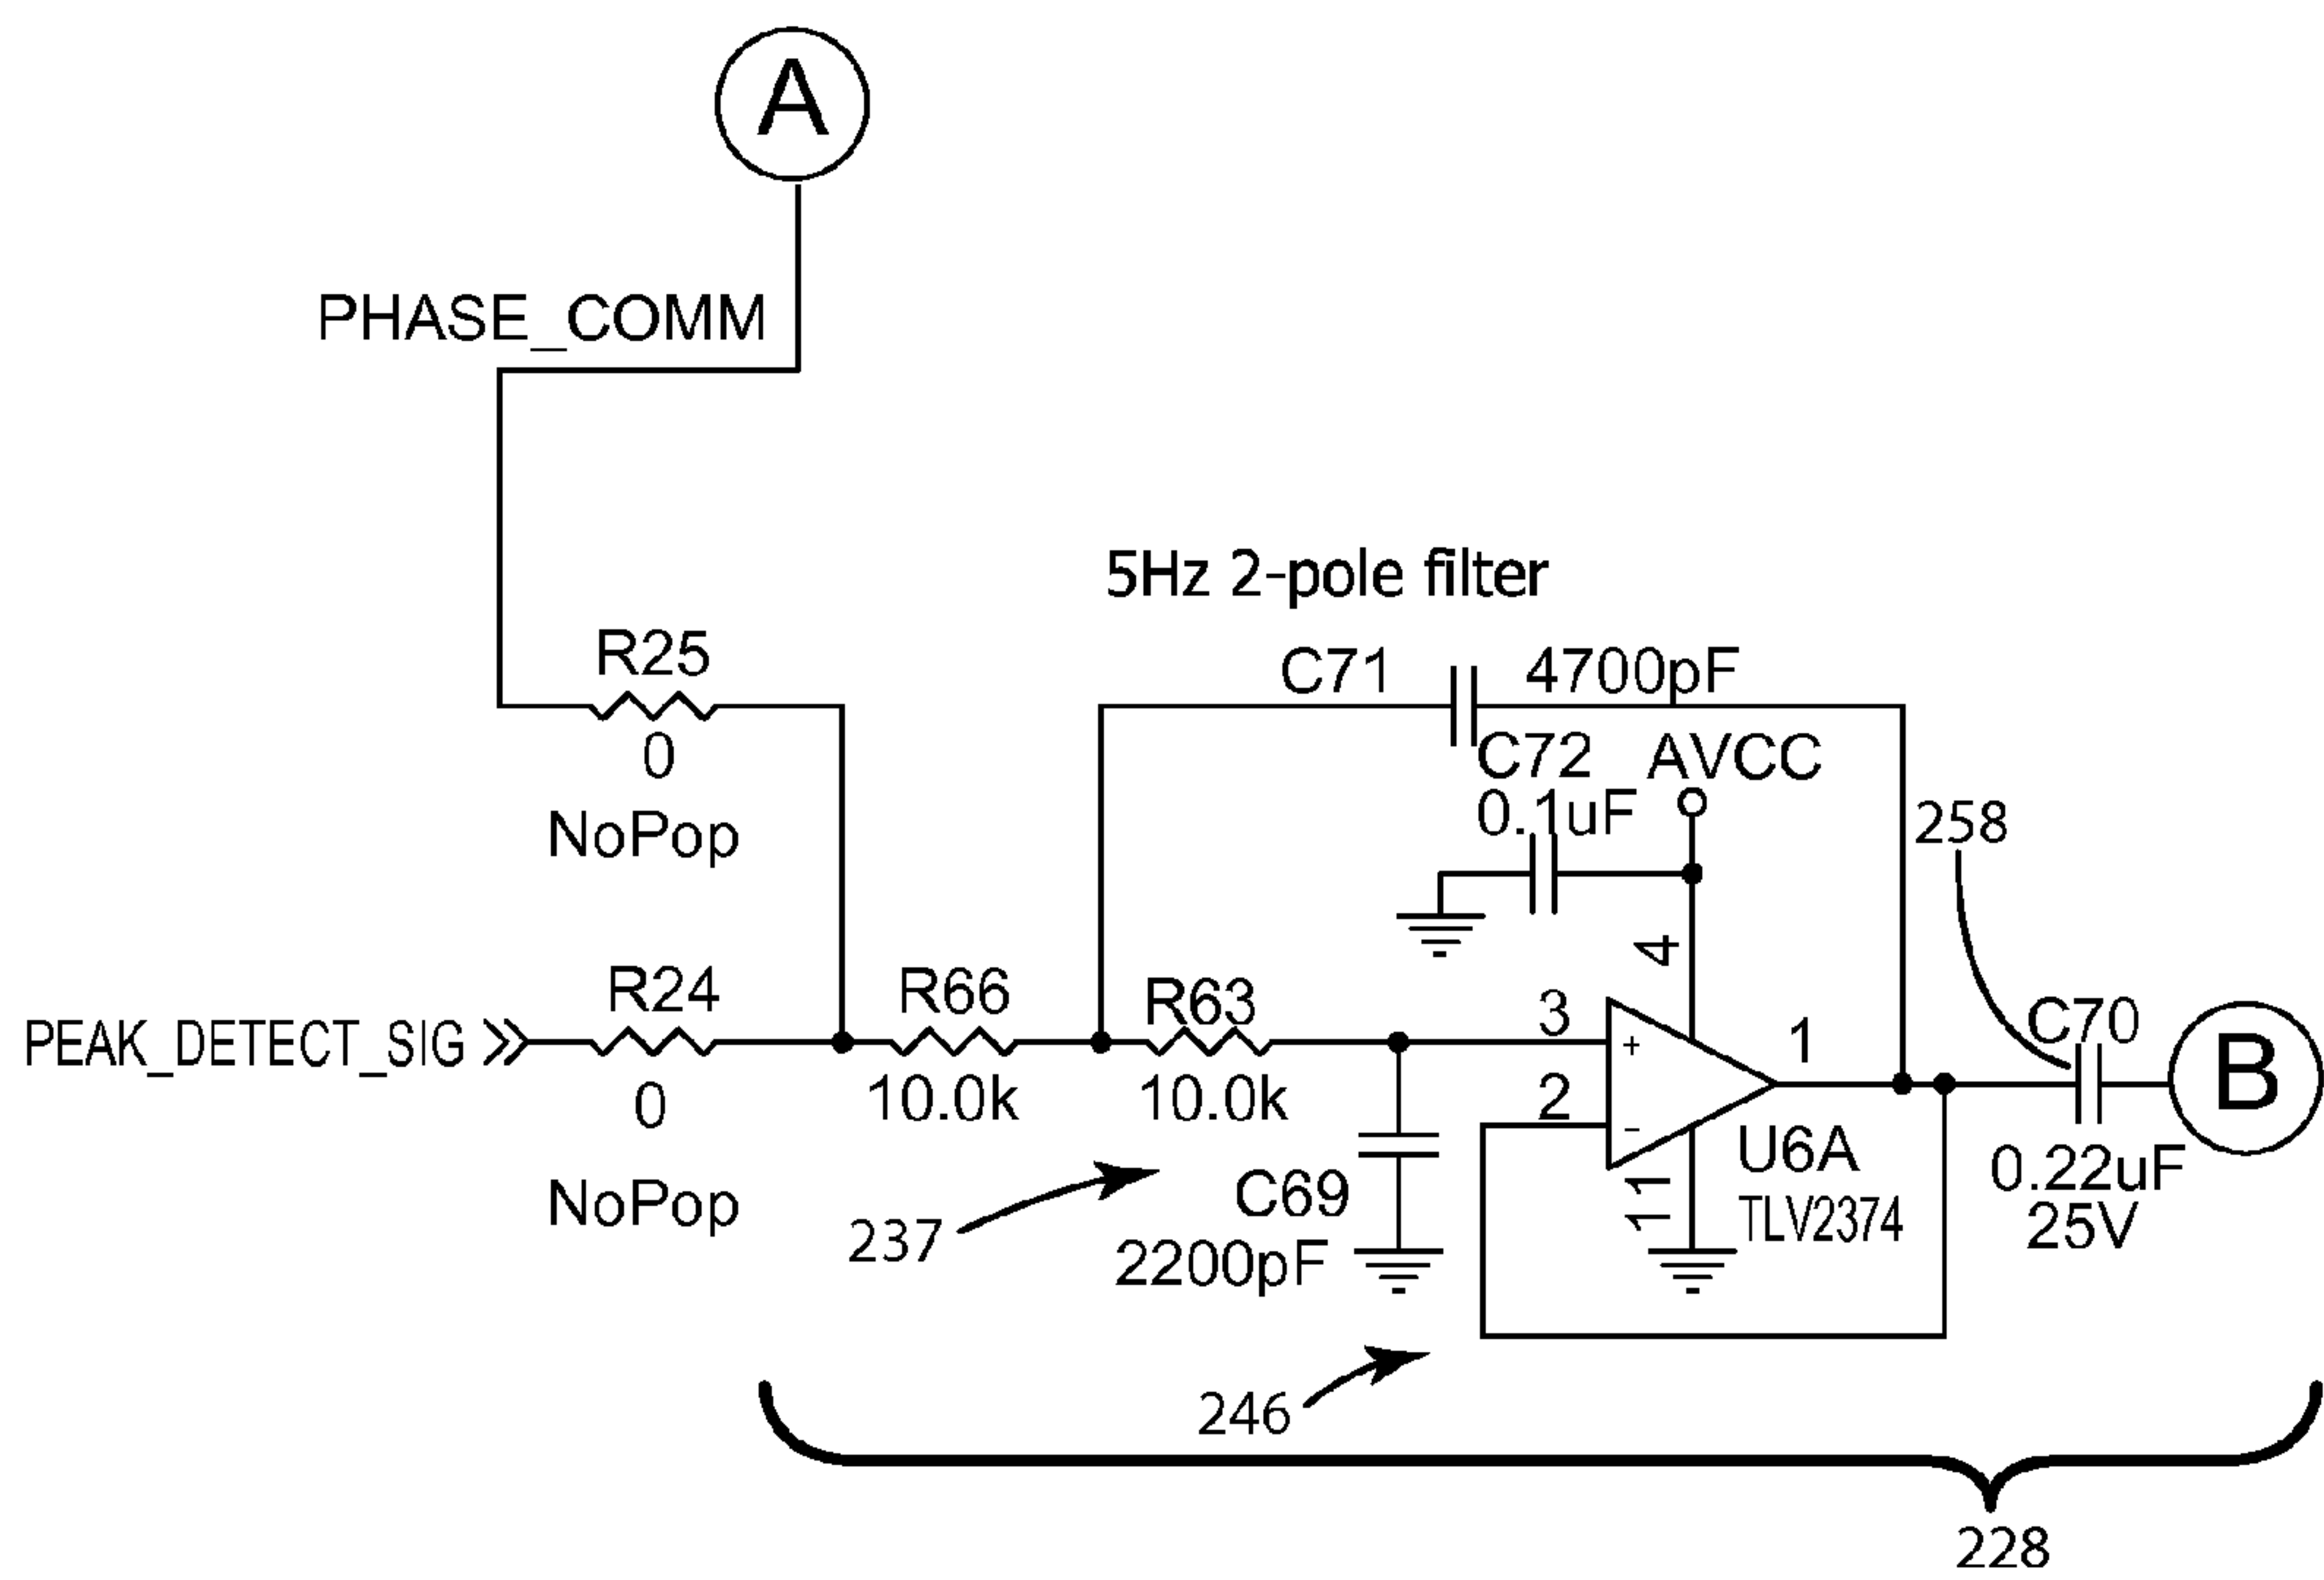 A
PHASE_COMM
5Hz 2-pole filter
R25
0
NoPop
C71
4700pF
C72
0.1uF
AVCC
258
4
PEAK_DETECT_SIG
R24
0
NoPop
R66
10.0k
R63
10.0k
3
+
2
-
1
11
U6A
TLV2374
C70
0.22uF
25V
B
C69
2200pF
237
246
228